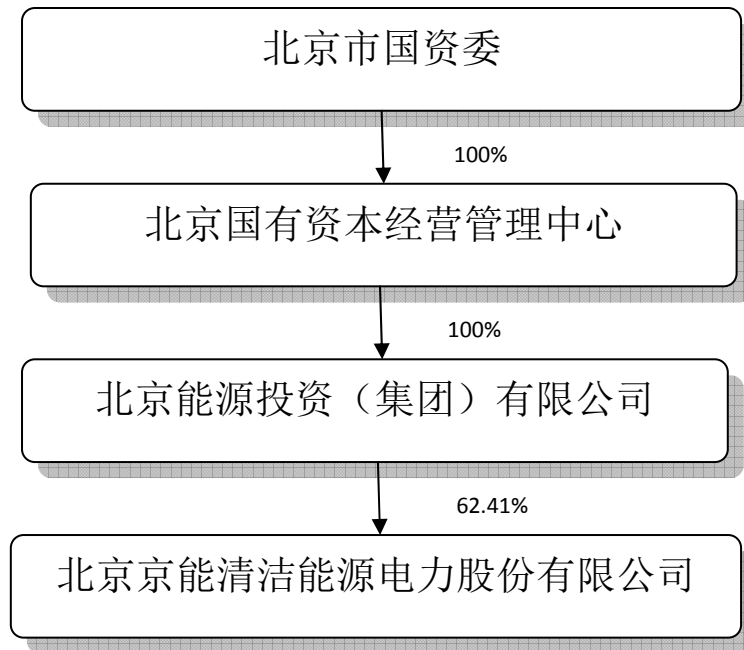 北京市国资委
100%
北京国有资本经营管理中心
100%
北京能源投资（集团）有限公司
62.41%
北京京能清洁能源电力股份有限公司